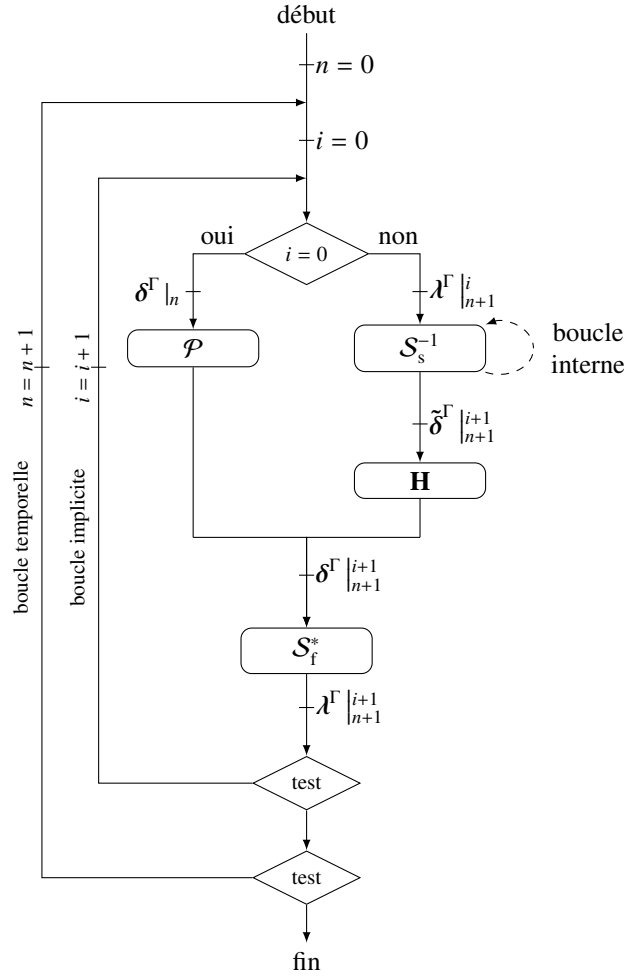 début
n = 0
i = 0
oui
non
i = 0
δ^Γ |_n
λ^Γ |^i_{n+1}
𝒫
𝒮_s^{-1}
boucle
interne
n = n + 1
i = i + 1
δ̃^Γ |^{i+1}_{n+1}
H
boucle temporelle
boucle implicite
δ^Γ |^{i+1}_{n+1}
𝒮_f^*
λ^Γ |^{i+1}_{n+1}
test
test
fin